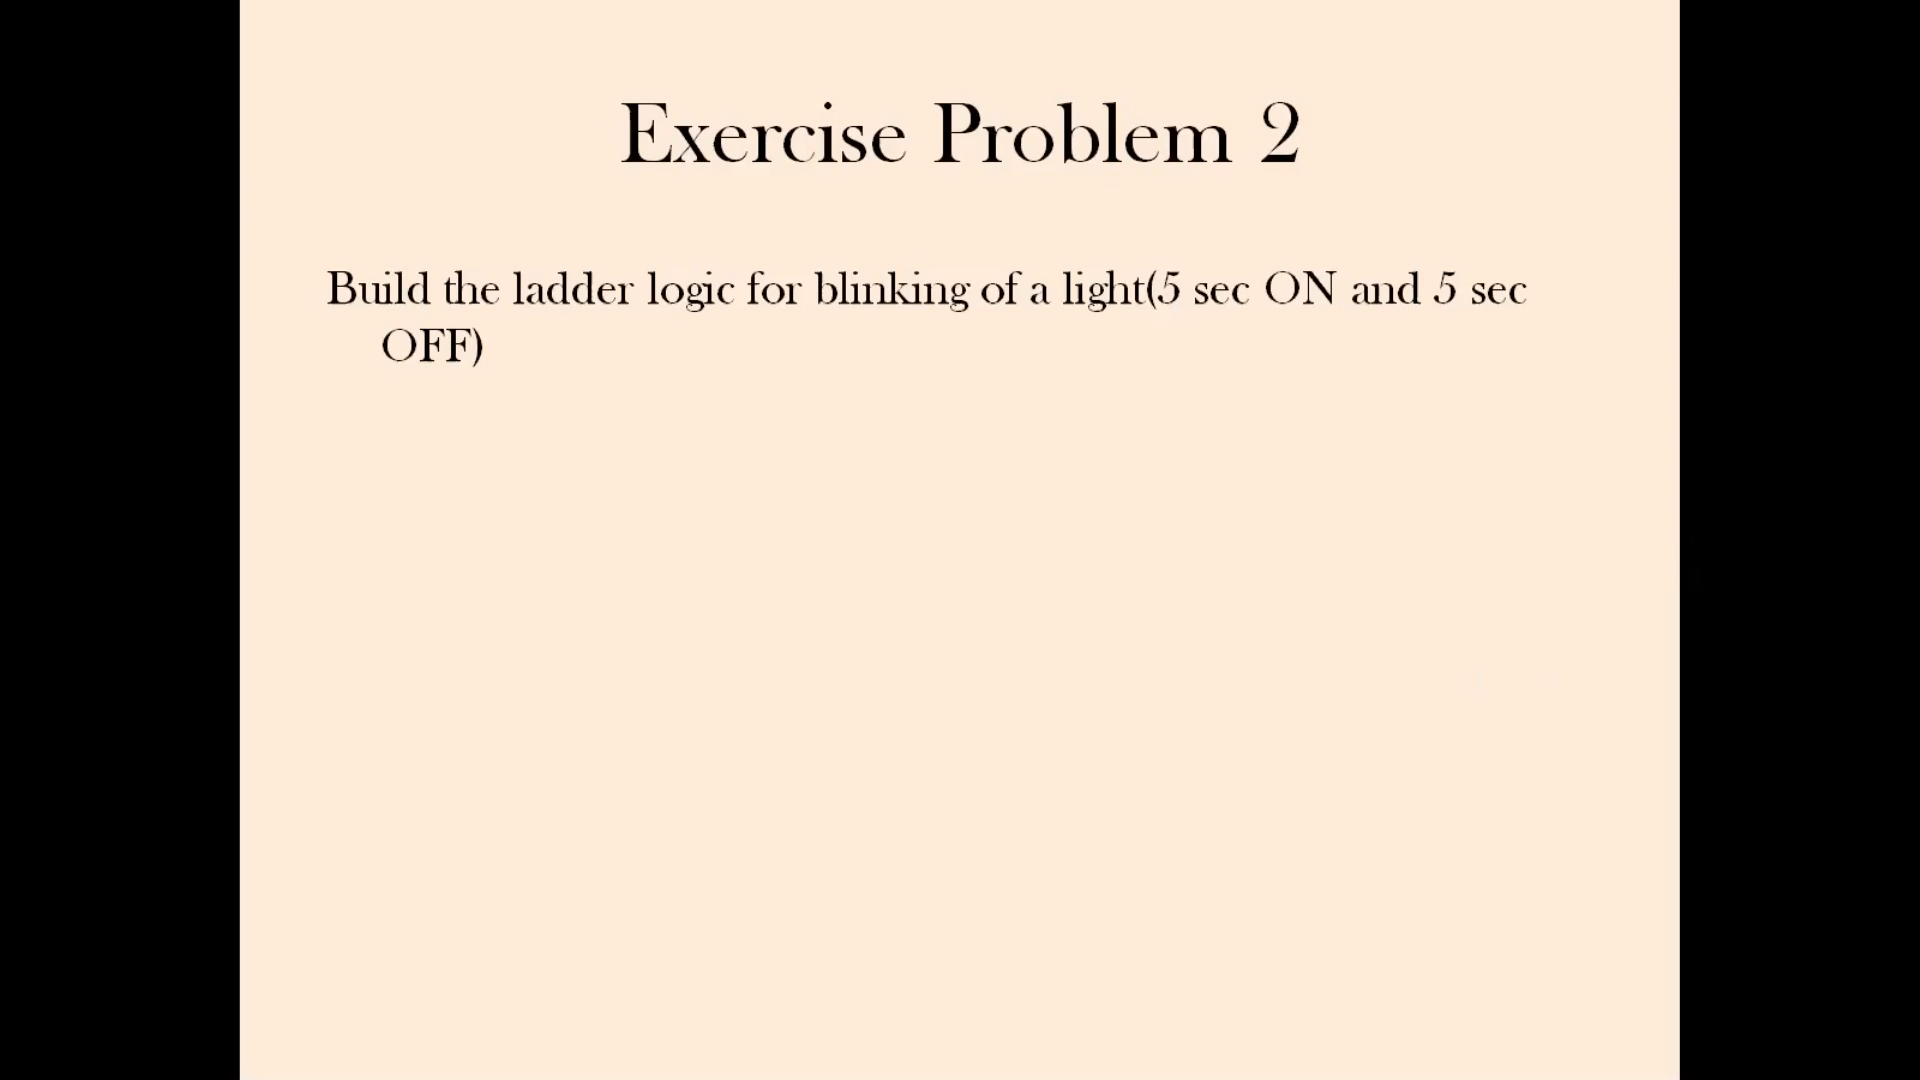 Exercise Problem 2
Build the ladder logic for blinking of a light(5 sec ON and 5 sec
OFF)